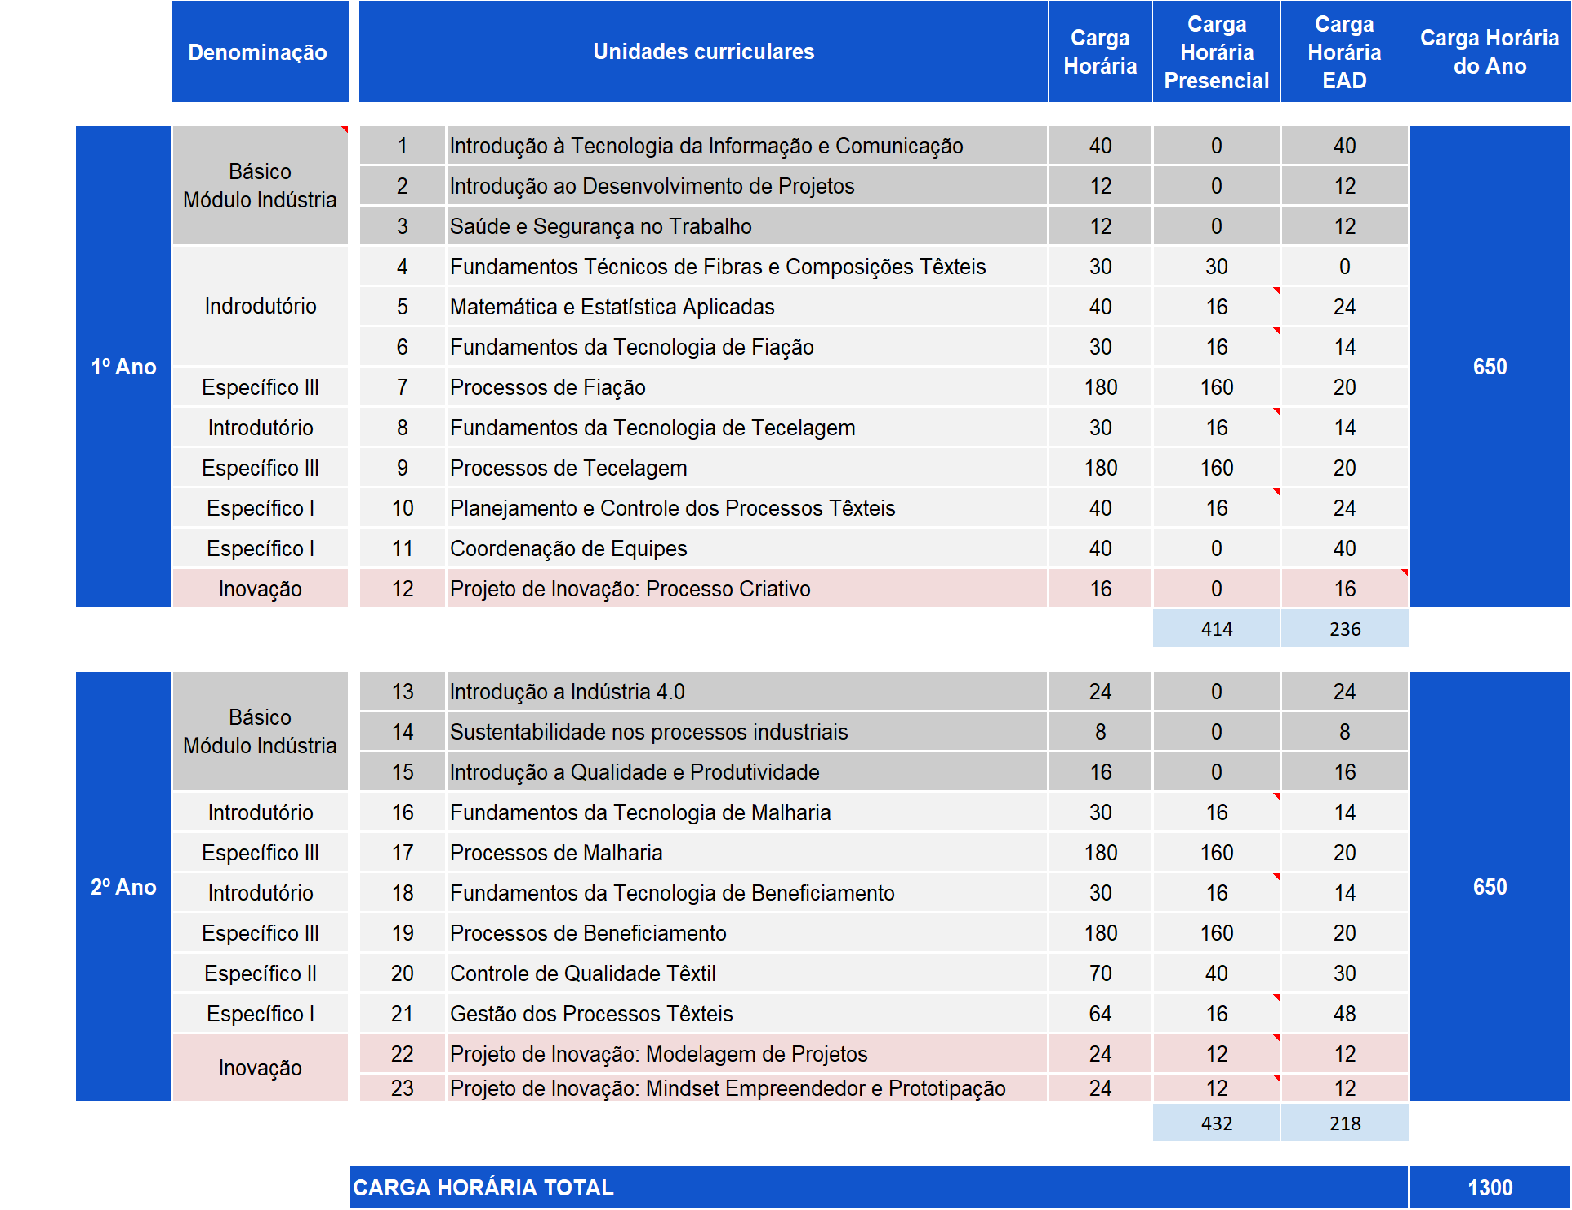 Denominação Unidades curriculares Carga Horária Carga Horária Presencial Carga Horária EAD Carga Horária do Ano
1º Ano
650
Básico
Módulo Indústria
1 Introdução à Tecnologia da Informação e Comunicação 40 0 40
2 Introdução ao Desenvolvimento de Projetos 12 0 12
3 Saúde e Segurança no Trabalho 12 0 12
Indrodutório
4 Fundamentos Técnicos de Fibras e Composições Têxteis 30 30 0
5 Matemática e Estatística Aplicadas 40 16 24
6 Fundamentos da Tecnologia de Fiação 30 16 14
Específico III 7 Processos de Fiação 180 160 20
Introdutório 8 Fundamentos da Tecnologia de Tecelagem 30 16 14
Específico III 9 Processos de Tecelagem 180 160 20
Específico I 10 Planejamento e Controle dos Processos Têxteis 40 16 24
Específico I 11 Coordenação de Equipes 40 0 40
Inovação 12 Projeto de Inovação: Processo Criativo 16 0 16
414 236
2º Ano
650
Básico
Módulo Indústria
13 Introdução a Indústria 4.0 24 0 24
14 Sustentabilidade nos processos industriais 8 0 8
15 Introdução a Qualidade e Produtividade 16 0 16
Introdutório 16 Fundamentos da Tecnologia de Malharia 30 16 14
Específico III 17 Processos de Malharia 180 160 20
Introdutório 18 Fundamentos da Tecnologia de Beneficiamento 30 16 14
Específico III 19 Processos de Beneficiamento 180 160 20
Específico II 20 Controle de Qualidade Têxtil 70 40 30
Específico I 21 Gestão dos Processos Têxteis 64 16 48
Inovação
22 Projeto de Inovação: Modelagem de Projetos 24 12 12
23 Projeto de Inovação: Mindset Empreendedor e Prototipação 24 12 12
432 218
CARGA HORÁRIA TOTAL 1300